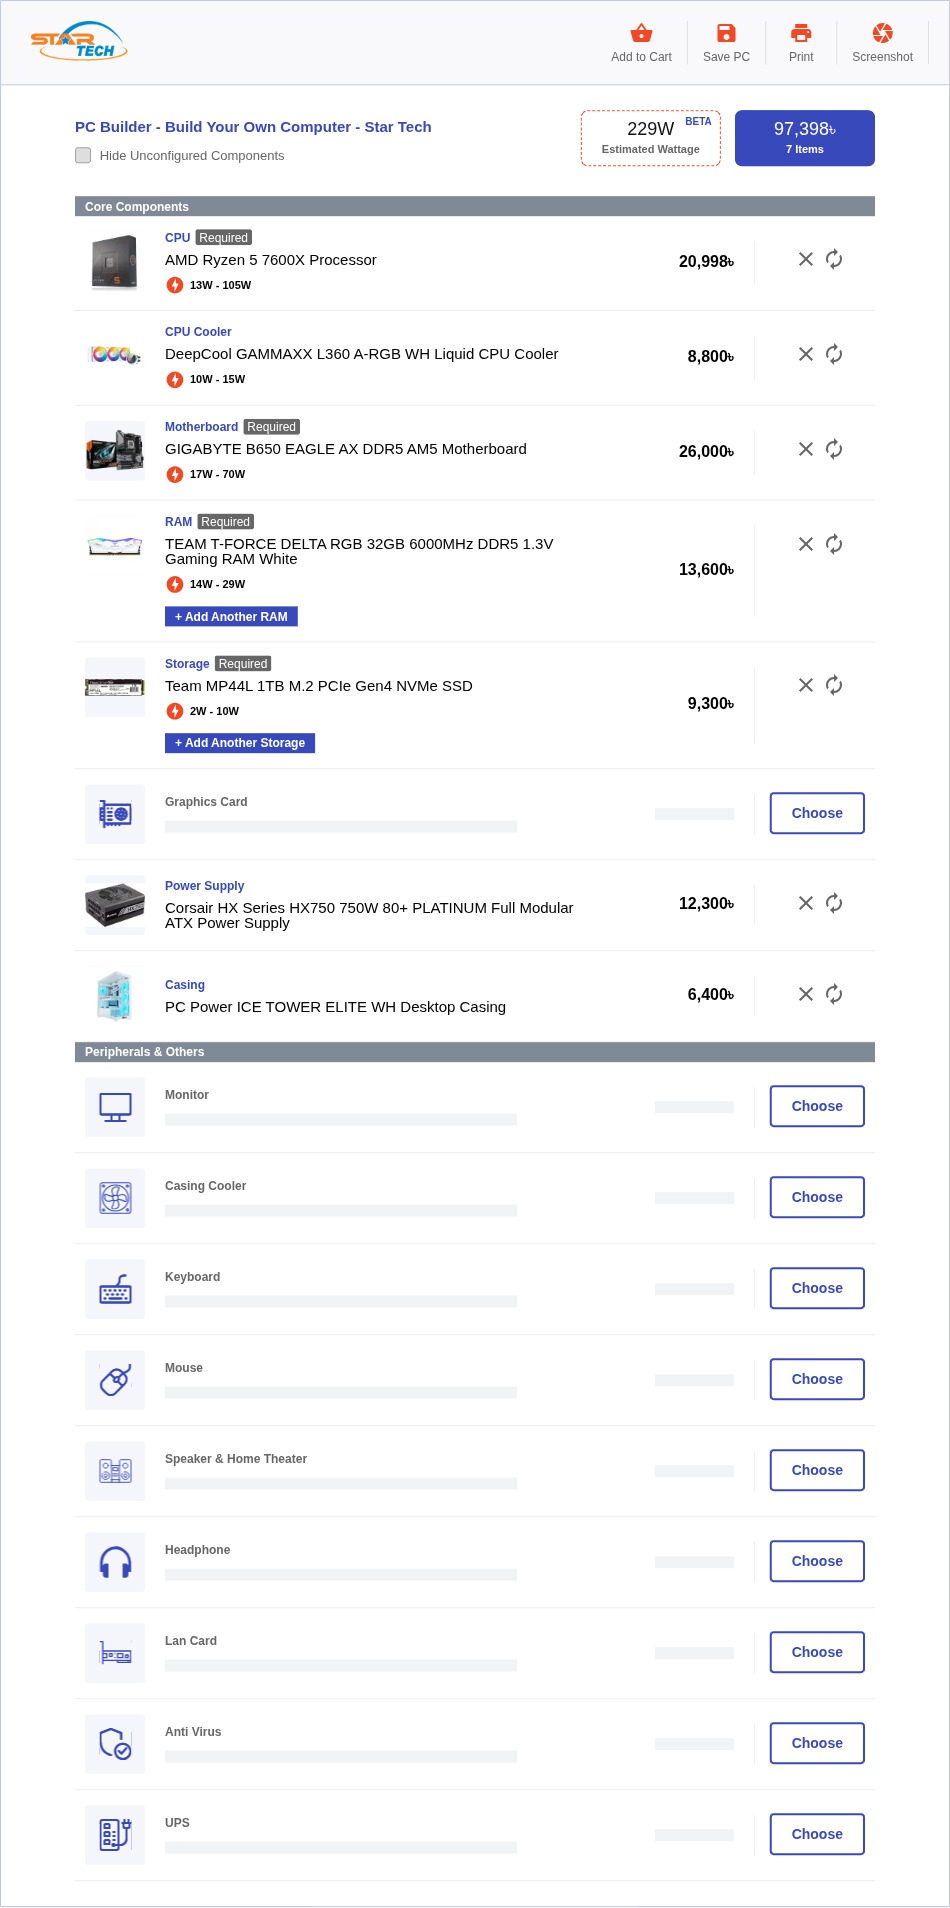 STAR
TECH
Add to Cart
Save PC
Print
Screenshot
PC Builder - Build Your Own Computer - Star Tech
Hide Unconfigured Components
229W BETA
Estimated Wattage
97,398৳
7 Items
Core Components
CPU Required
AMD Ryzen 5 7600X Processor
13W - 105W
20,998৳
CPU Cooler
DeepCool GAMMAXX L360 A-RGB WH Liquid CPU Cooler
10W - 15W
8,800৳
Motherboard Required
GIGABYTE B650 EAGLE AX DDR5 AM5 Motherboard
17W - 70W
26,000৳
RAM Required
TEAM T-FORCE DELTA RGB 32GB 6000MHz DDR5 1.3V
Gaming RAM White
14W - 29W
13,600৳
+ Add Another RAM
Storage Required
Team MP44L 1TB M.2 PCIe Gen4 NVMe SSD
2W - 10W
9,300৳
+ Add Another Storage
Graphics Card
Choose
Power Supply
Corsair HX Series HX750 750W 80+ PLATINUM Full Modular
ATX Power Supply
12,300৳
Casing
PC Power ICE TOWER ELITE WH Desktop Casing
6,400৳
Peripherals & Others
Monitor
Choose
Casing Cooler
Choose
Keyboard
Choose
Mouse
Choose
Speaker & Home Theater
Choose
Headphone
Choose
Lan Card
Choose
Anti Virus
Choose
UPS
Choose